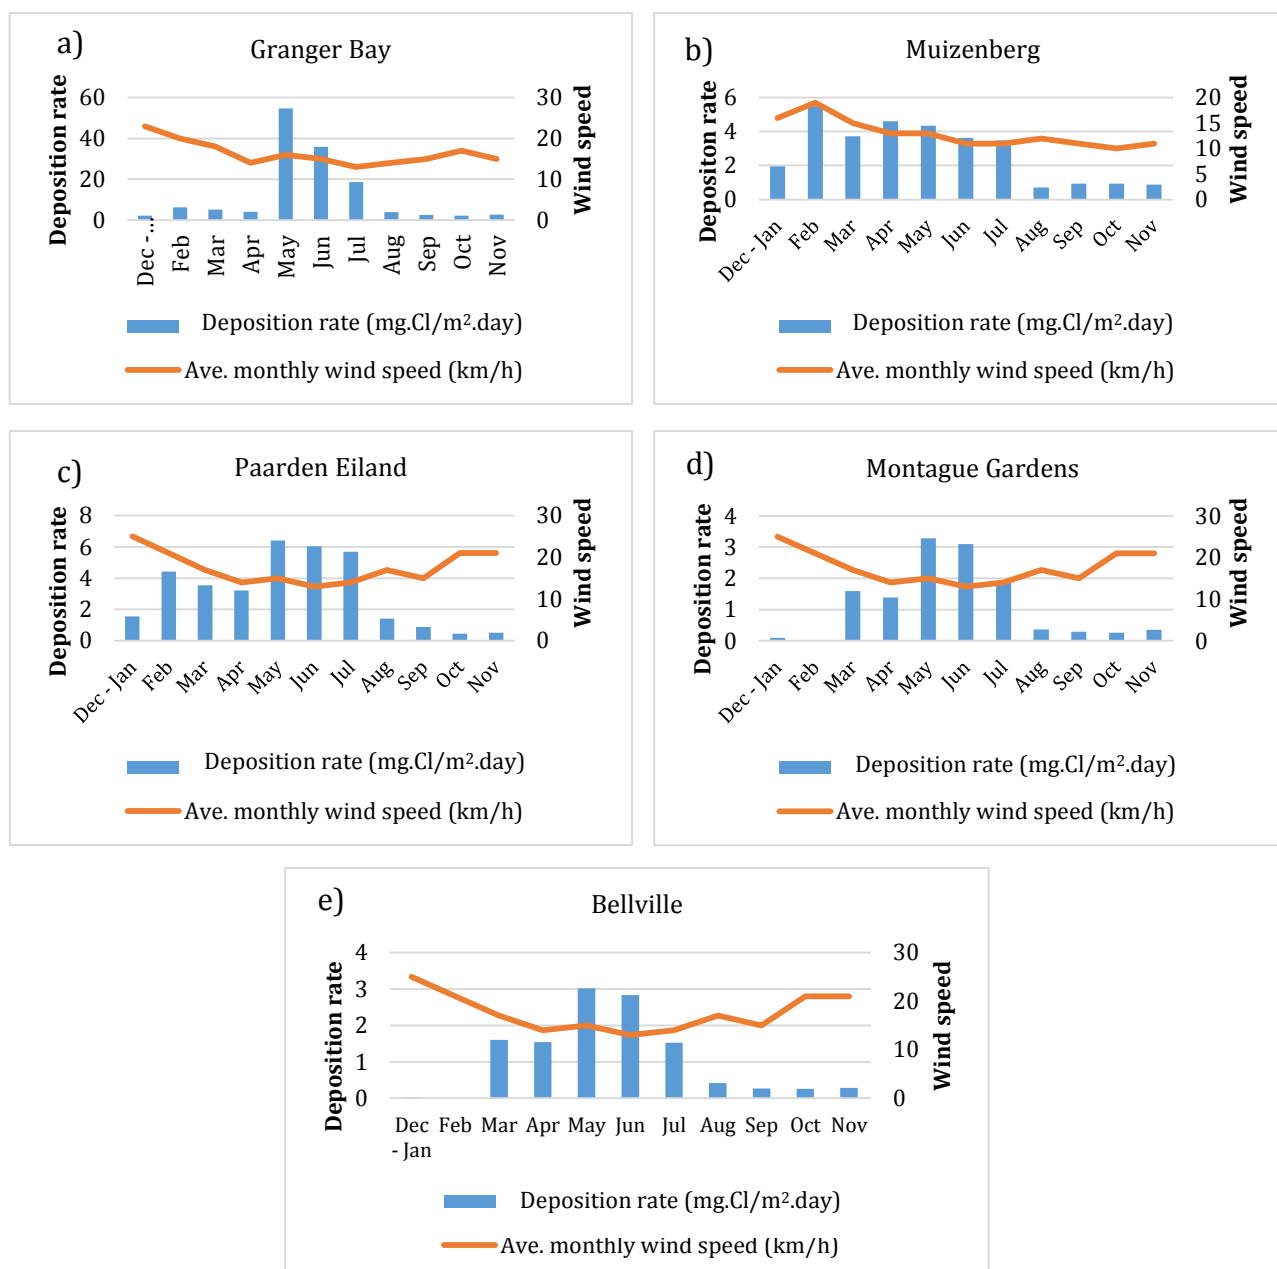 a)
Granger Bay
Deposition rate
60
40
20
0
30
20
10
0
Wind speed
Dec -...
Feb
Mar
Apr
May
Jun
Jul
Aug
Sep
Oct
Nov
Deposition rate (mg.Cl/m².day)
Ave. monthly wind speed (km/h)
b)
Muizenberg
Depositon rate
6
4
2
0
20
15
10
5
0
Wind speed
Dec - Jan
Feb
Mar
Apr
May
Jun
Jul
Aug
Sep
Oct
Nov
Deposition rate (mg.Cl/m².day)
Ave. monthly wind speed (km/h)
c)
Paarden Eiland
Deposition rate
8
6
4
2
0
30
20
10
0
Wind speed
Dec - Jan
Feb
Mar
Apr
May
Jun
Jul
Aug
Sep
Oct
Nov
Deposition rate (mg.Cl/m².day)
Ave. monthly wind speed (km/h)
d)
Montague Gardens
Deposition rate
4
3
2
1
0
30
20
10
0
Wind speed
Dec - Jan
Feb
Mar
Apr
May
Jun
Jul
Aug
Sep
Oct
Nov
Deposition rate (mg.Cl/m².day)
Ave. monthly wind speed (km/h)
e)
Bellville
Deposition rate
4
3
2
1
0
30
20
10
0
Wind speed
Dec
- Jan
Feb
Mar
Apr
May
Jun
Jul
Aug
Sep
Oct
Nov
Deposition rate (mg.Cl/m².day)
Ave. monthly wind speed (km/h)